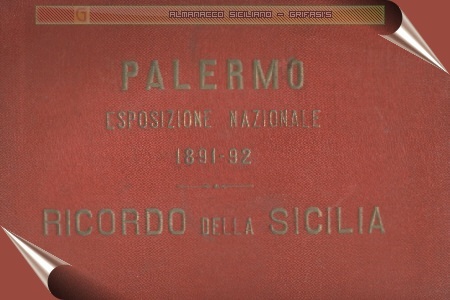 ALMANACCO SICILIANO - GRIFASI'S
PALERMO
ESPOSIZIONE NAZIONALE
1891-92
RICORDO DELLA SICILIA